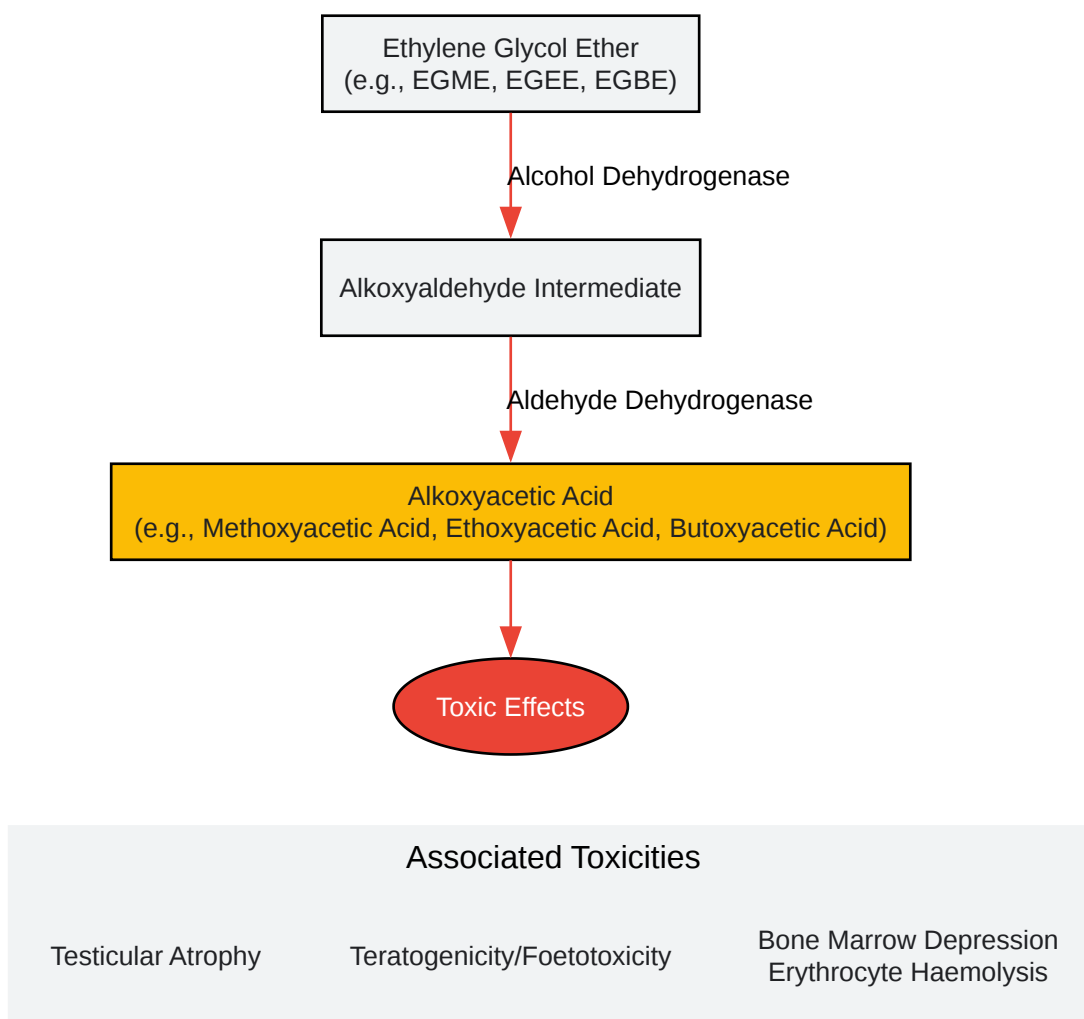 Ethylene Glycol Ether
(e.g., EGME, EGEE, EGBE)
Alcohol Dehydrogenase
Alkoxyaldehyde Intermediate
Aldehyde Dehydrogenase
Alkoxyacetic Acid
(e.g., Methoxyacetic Acid, Ethoxyacetic Acid, Butoxyacetic Acid)
Toxic Effects
Associated Toxicities
Testicular Atrophy
Teratogenicity/Foetotoxicity
Bone Marrow Depression
Erythrocyte Haemolysis